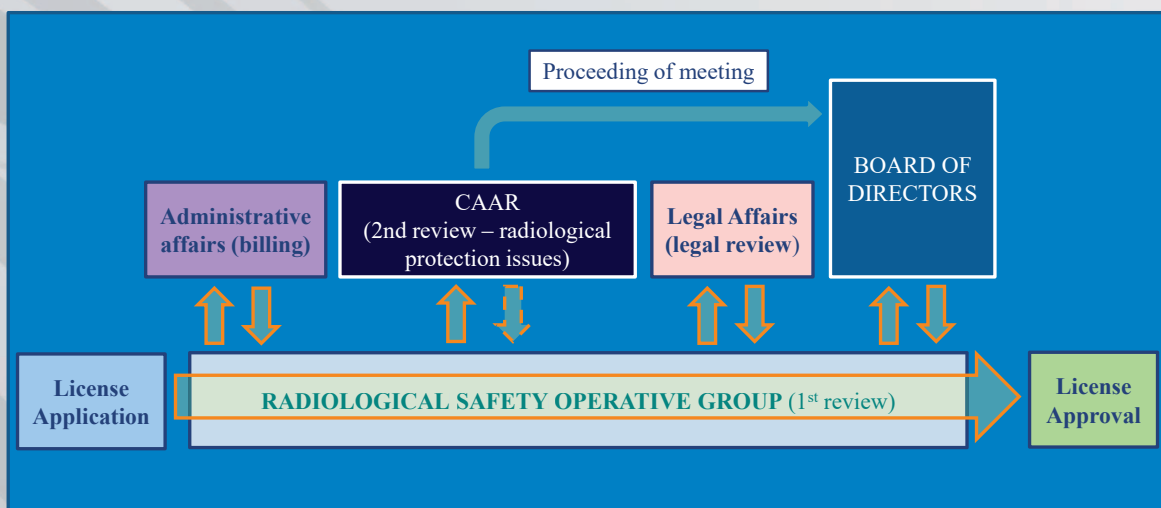 Proceeding of meeting
BOARD OF
DIRECTORS
Administrative
affairs (billing)
CAAR
(2nd review – radiological
protection issues)
Legal Affairs
(legal review)
License
Application
RADIOLOGICAL SAFETY OPERATIVE GROUP (1st review)
License
Approval